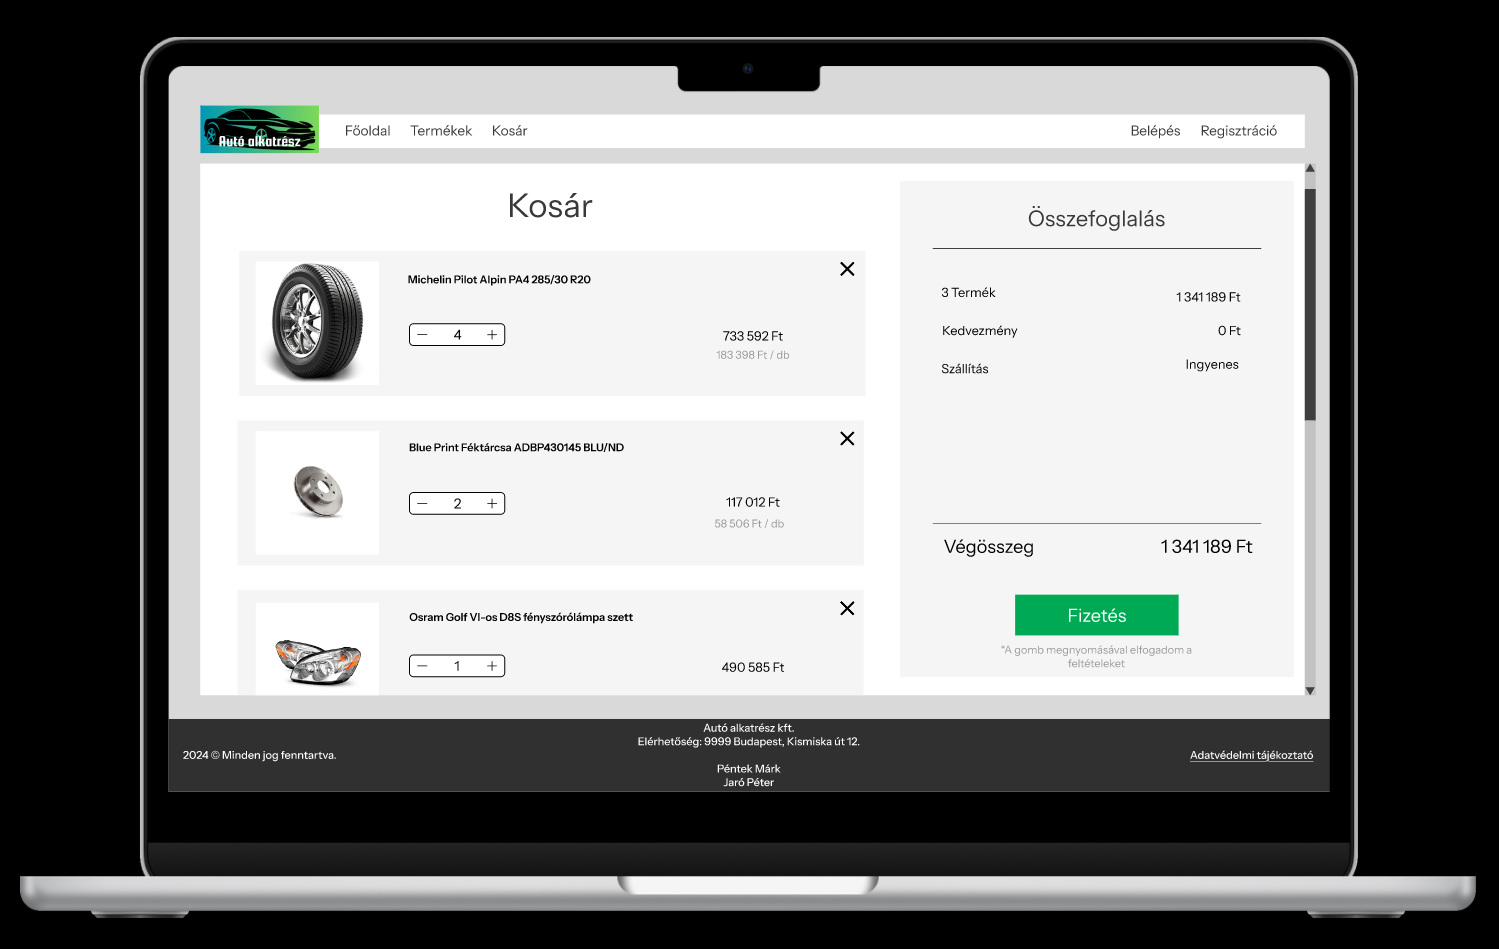 Autó alkatrész
Főoldal Termékek Kosár Belépés Regisztráció
Kosár
Michelin Pilot Alpin PA4 285/30 R20
4
733 592 Ft
183 398 Ft / db
Blue Print Féktárcsa ADBP430145 BLU/ND
2
117 012 Ft
58 506 Ft / db
Osram Golf VI-os D8S fényszórólámpa szett
1
490 585 Ft
Összefoglalás
3 Termék 1 341 189 Ft
Kedvezmény 0 Ft
Szállítás Ingyenes
Végösszeg 1 341 189 Ft
Fizetés
*A gomb megnyomásával elfogadom a
feltételeket
2024 © Minden jog fenntartva.
Autó alkatrész kft.
Elérhetőség: 9999 Budapest, Kismiska út 12.
Péntek Márk
Jaró Péter
Adatvédelmi tájékoztató